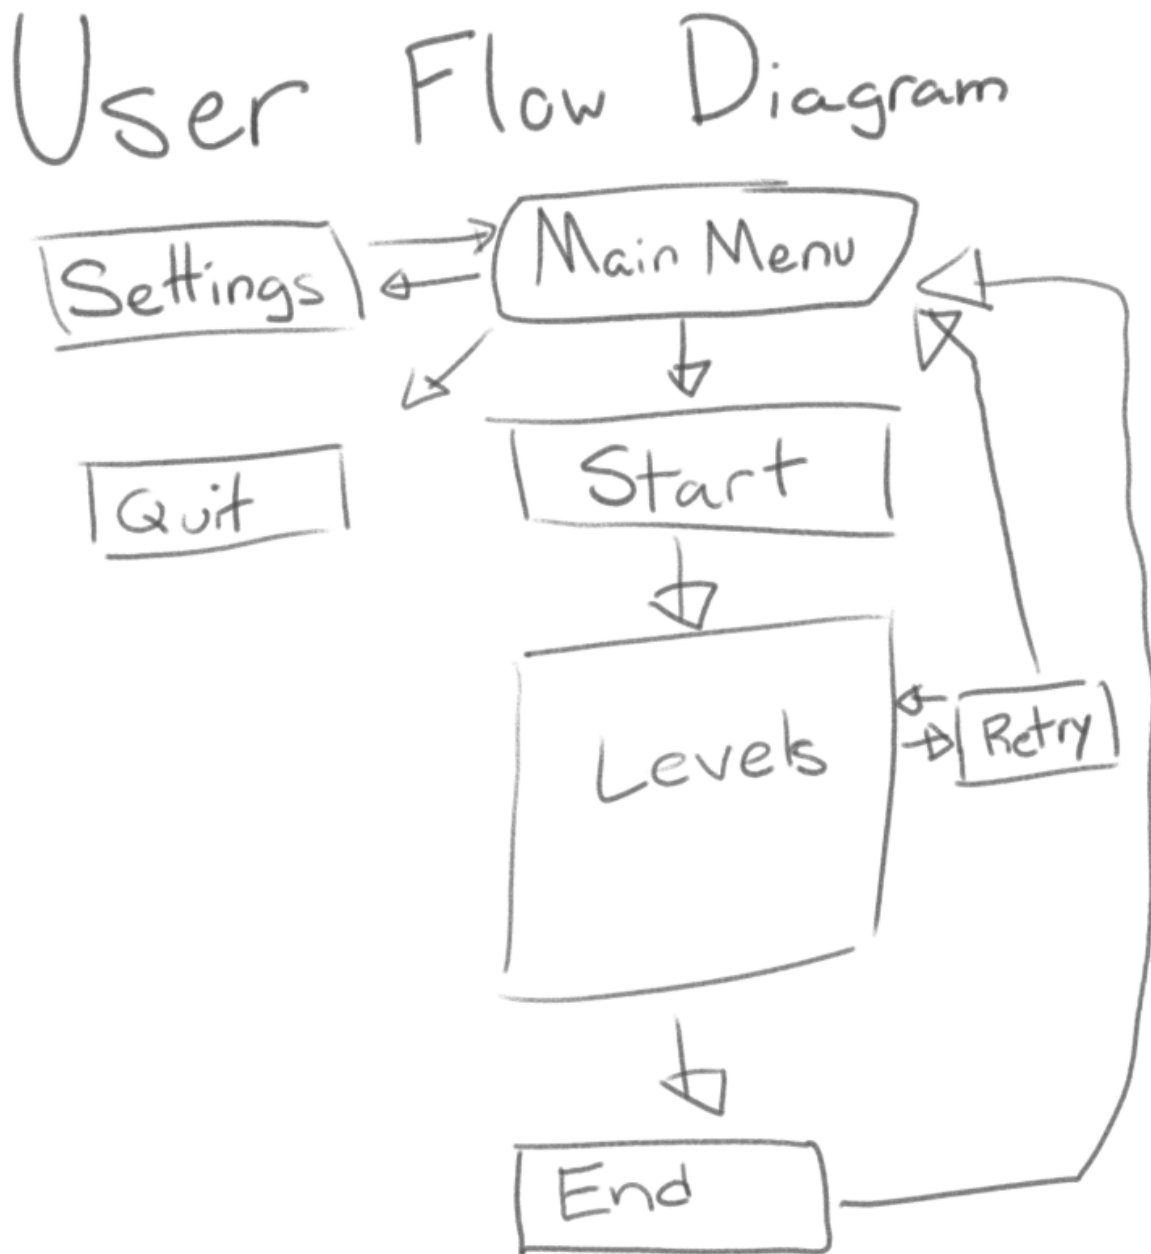 User Flow Diagram
Settings
Main Menu
Quit
Start
Levels
Retry
End